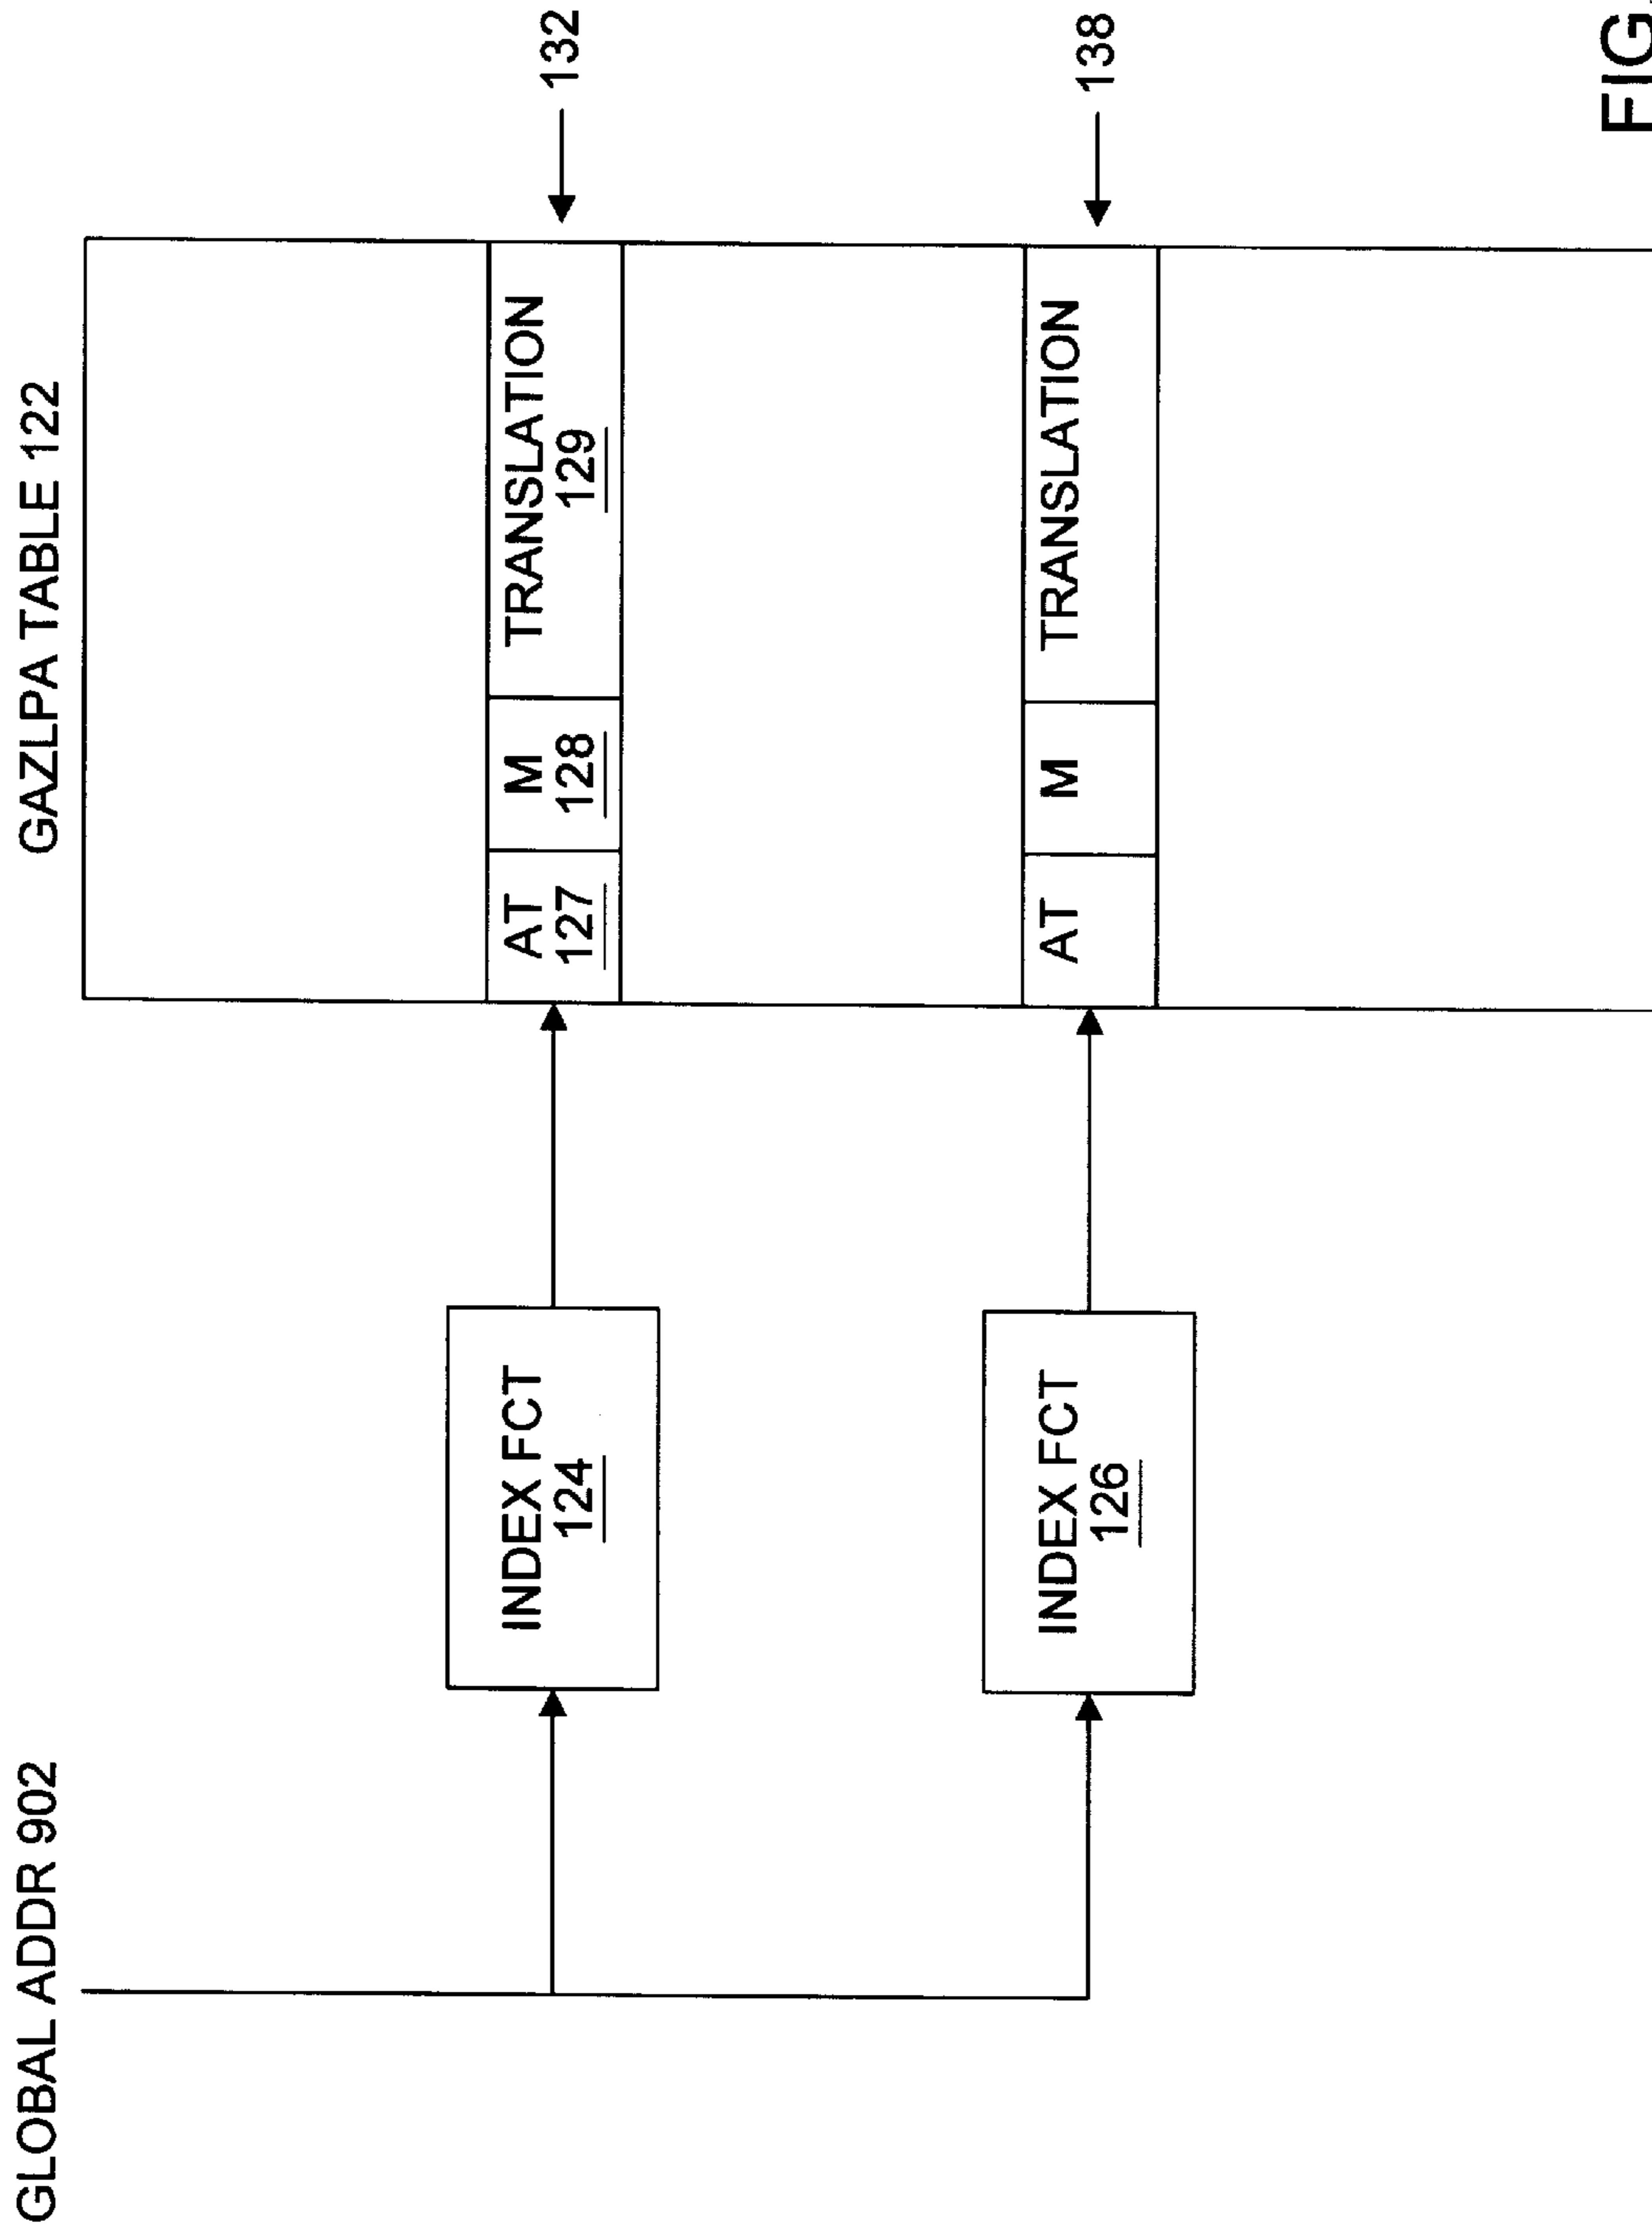 GLOBAL ADDR 902
GAZLPA TABLE 122
INDEX FCT
124
AT
127
M
128
TRANSLATION
129
132
INDEX FCT
126
AT
M
TRANSLATION
138
FIG.